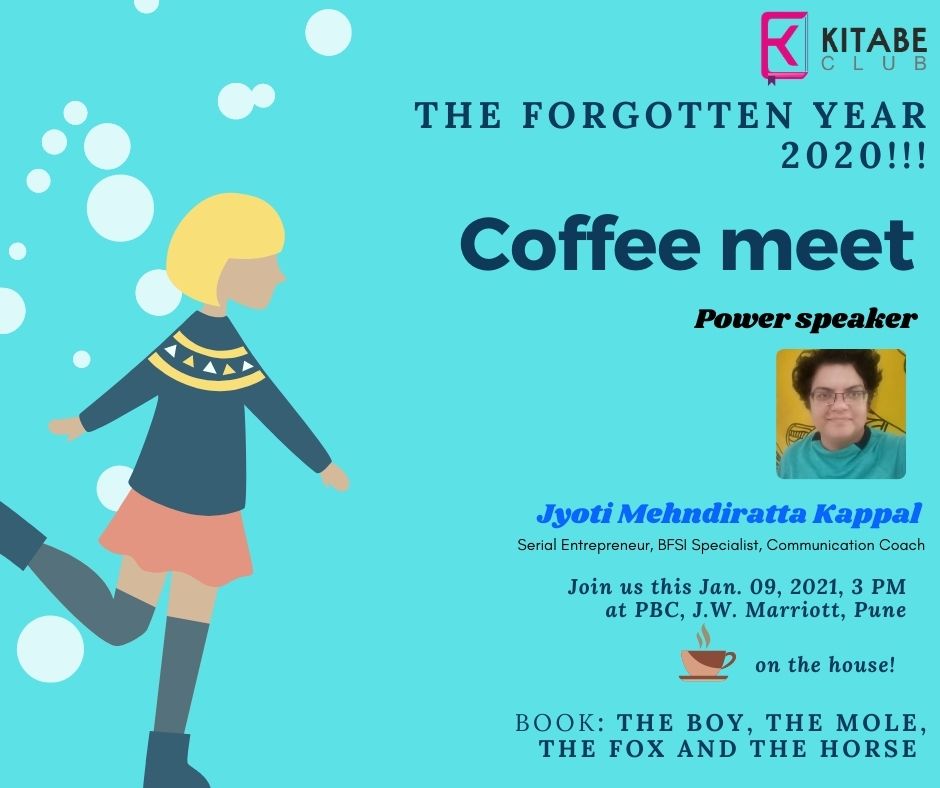 KITABE
CLUB
THE FORGOTTEN YEAR
2020!!!
Coffee meet
Power speaker
Jyoti Mehndiratta Kappal
Serial Entrepreneur, BFSI Specialist, Communication Coach
Join us this Jan. 09, 2021, 3 PM
at PBC, J.W. Marriott, Pune
on the house!
BOOK: THE BOY, THE MOLE,
THE FOX AND THE HORSE